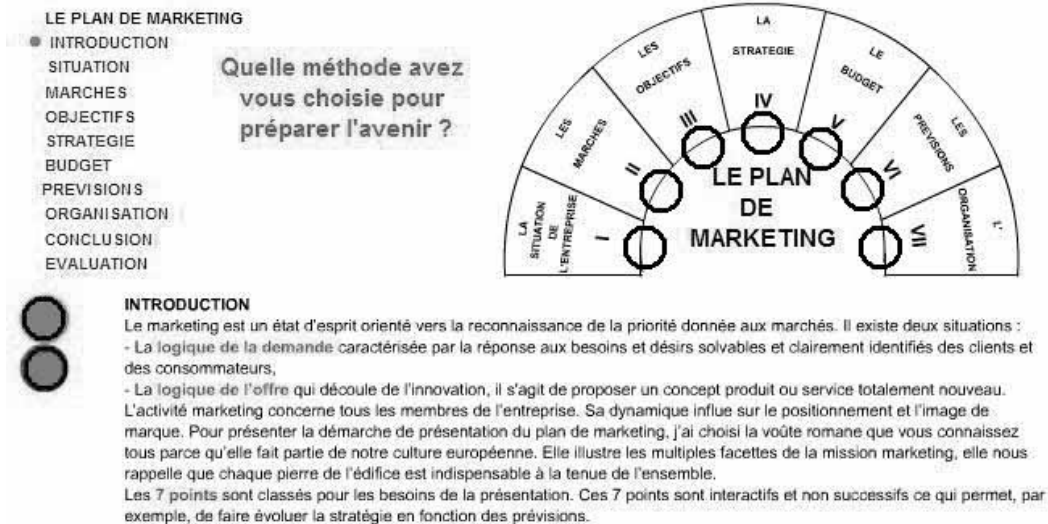 LE PLAN DE MARKETING
INTRODUCTION
SITUATION
MARCHES
OBJECTIFS
STRATEGIE
BUDGET
PREVISIONS
ORGANISATION
CONCLUSION
EVALUATION
Quelle méthode avez
vous choisie pour
préparer l'avenir ?
LA
SITUATION
DE
L'ENTREPRISE
I
LES
MARCHES
II
LES
OBJECTIFS
III
LA
STRATEGIE
IV
LE
BUDGET
V
LES
PREVISIONS
VI
L'
ORGANISATION
VII
LE PLAN
DE
MARKETING
INTRODUCTION
Le marketing est un état d'esprit orienté vers la reconnaissance de la priorité donnée aux marchés. Il existe deux situations :
- La logique de la demande caractérisée par la réponse aux besoins et désirs solvables et clairement identifiés des clients et
des consommateurs,
- La logique de l'offre qui découle de l'innovation, il s'agit de proposer un concept produit ou service totalement nouveau.
L'activité marketing concerne tous les membres de l'entreprise. Sa dynamique influe sur le positionnement et l'image de
marque. Pour présenter la démarche de présentation du plan de marketing, j'ai choisi la voûte romane que vous connaissez
tous parce qu'elle fait partie de notre culture européenne. Elle illustre les multiples facettes de la mission marketing, elle nous
rappelle que chaque pierre de l'édifice est indispensable à la tenue de l'ensemble.
Les 7 points sont classés pour les besoins de la présentation. Ces 7 points sont interactifs et non successifs ce qui permet, par
exemple, de faire évoluer la stratégie en fonction des prévisions.